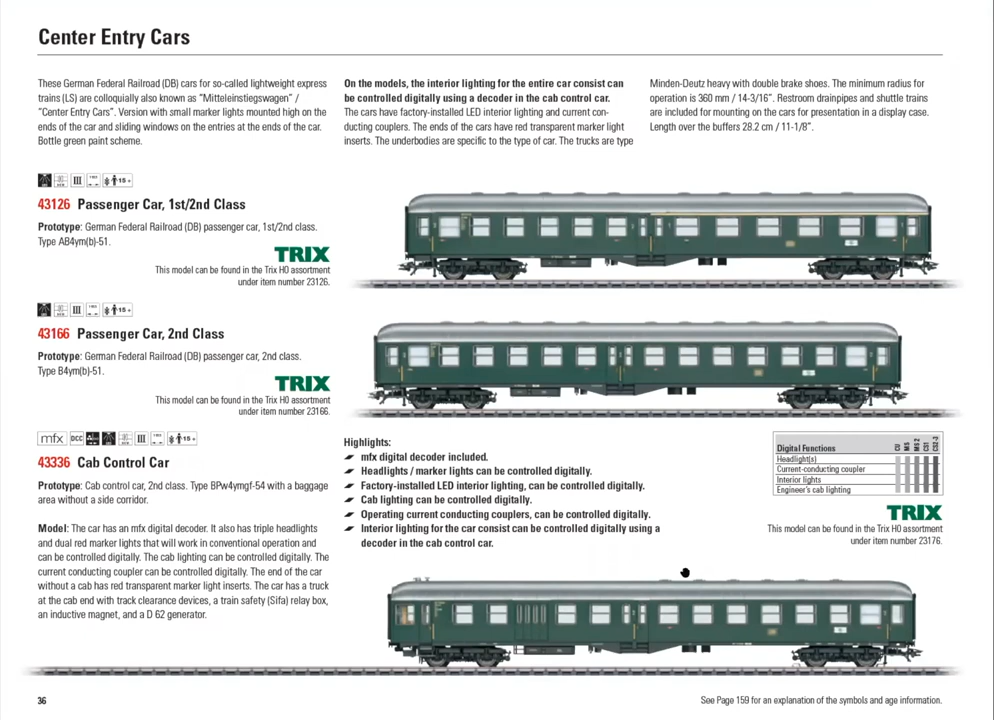 Center Entry Cars
These German Federal Railroad (DB) cars for so-called lightweight express
trains (LS) are colloquially also known as "Mitteleinstiegswagen" /
"Center Entry Cars". Version with small marker lights mounted high on the
ends of the car and sliding windows on the entries at the ends of the car.
Bottle green paint scheme.
On the models, the interior lighting for the entire car consist can
be controlled digitally using a decoder in the cab control car.
The cars have factory-installed LED interior lighting and current con-
ducting couplers. The ends of the cars have red transparent marker light
inserts. The underbodies are specific to the type of car. The trucks are type
Minden-Deutz heavy with double brake shoes. The minimum radius for
operation is 360 mm / 14-3/16". Restroom drainpipes and shuttle trains
are included for mounting on the cars for presentation in a display case.
Length over the buffers 28.2 cm / 11-1/8".
III 15+
43126 Passenger Car, 1st/2nd Class
Prototype: German Federal Railroad (DB) passenger car, 1st/2nd class.
Type AB4ym(b)-51.
TRIX
This model can be found in the Trix H0 assortment
under item number 23126.
III 15+
43166 Passenger Car, 2nd Class
Prototype: German Federal Railroad (DB) passenger car, 2nd class.
Type B4ym(b)-51.
TRIX
This model can be found in the Trix H0 assortment
under item number 23166.
mfx DCC III 15+
43336 Cab Control Car
Prototype: Cab control car, 2nd class. Type BPw4ymgf-54 with a baggage
area without a side corridor.
Model: The car has an mfx digital decoder. It also has triple headlights
and dual red marker lights that will work in conventional operation and
can be controlled digitally. The cab lighting can be controlled digitally. The
current conducting coupler can be controlled digitally. The end of the car
without a cab has red transparent marker light inserts. The car has a truck
at the cab end with track clearance devices, a train safety (Sifa) relay box,
an inductive magnet, and a D 62 generator.
Highlights:
mfx digital decoder included.
Headlights / marker lights can be controlled digitally.
Factory-installed LED interior lighting, can be controlled digitally.
Cab lighting can be controlled digitally.
Operating current conducting couplers, can be controlled digitally.
Interior lighting for the car consist can be controlled digitally using a
decoder in the cab control car.
Digital Functions CU MS MS 2 CS1 CS2-3
Headlight(s)
Current-conducting coupler
Interior lights
Engineer's cab lighting
TRIX
This model can be found in the Trix H0 assortment
under item number 23176.
36
See Page 159 for an explanation of the symbols and age information.